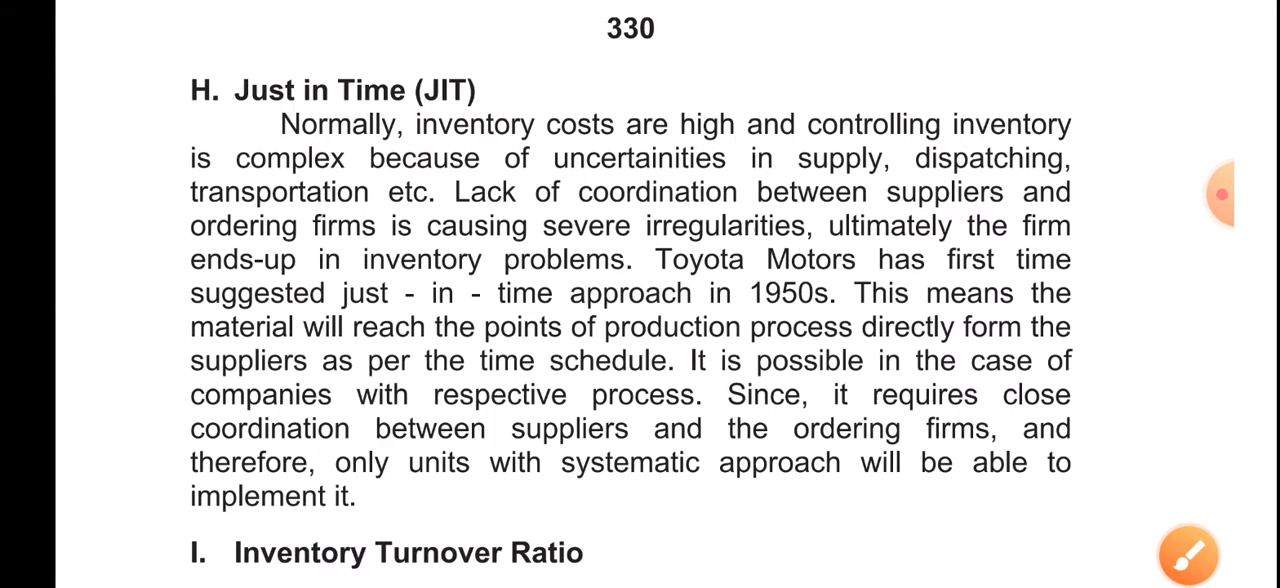 330
H. Just in Time (JIT)
Normally, inventory costs are high and controlling inventory
is complex because of uncertainities in supply, dispatching,
transportation etc. Lack of coordination between suppliers and
ordering firms is causing severe irregularities, ultimately the firm
ends-up in inventory problems. Toyota Motors has first time
suggested just - in - time approach in 1950s. This means the
material will reach the points of production process directly form the
suppliers as per the time schedule. It is possible in the case of
companies with respective process. Since, it requires close
coordination between suppliers and the ordering firms, and
therefore, only units with systematic approach will be able to
implement it.
I. Inventory Turnover Ratio